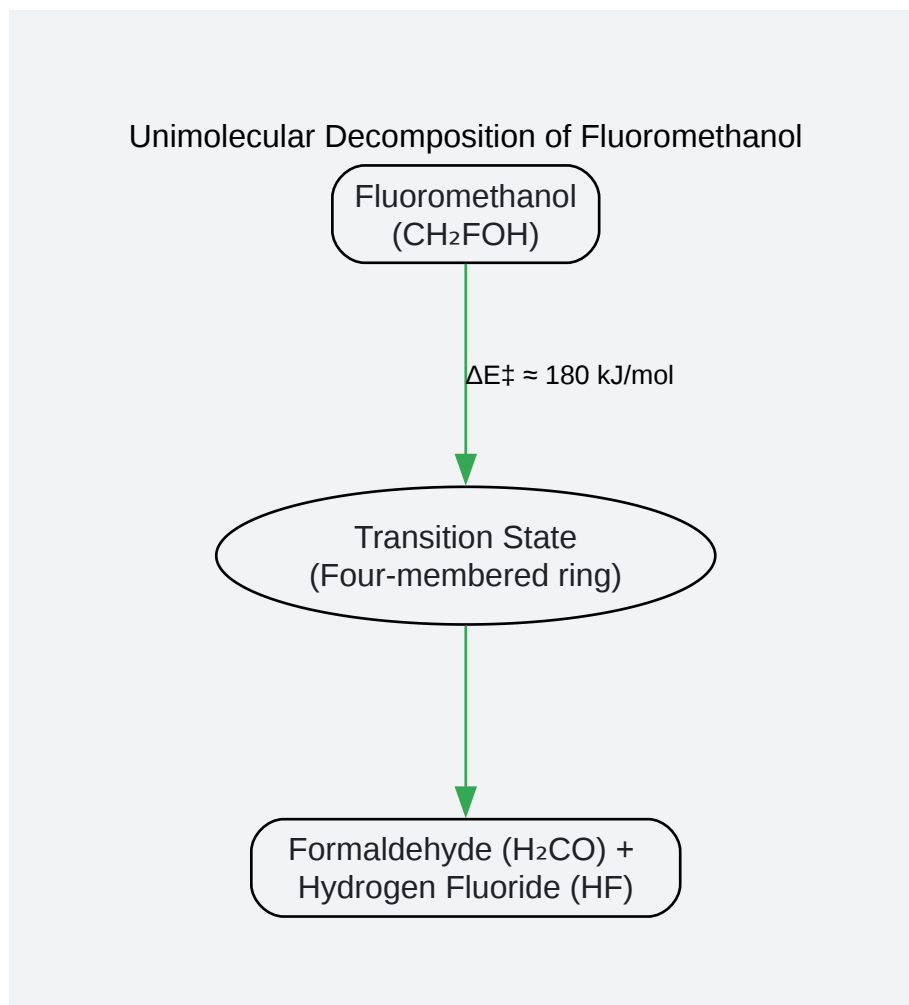 Unimolecular Decomposition of Fluoromethanol
Fluoromethanol
(CH₂FOH)
ΔE‡ ≈ 180 kJ/mol
Transition State
(Four-membered ring)
Formaldehyde (H₂CO) +
Hydrogen Fluoride (HF)